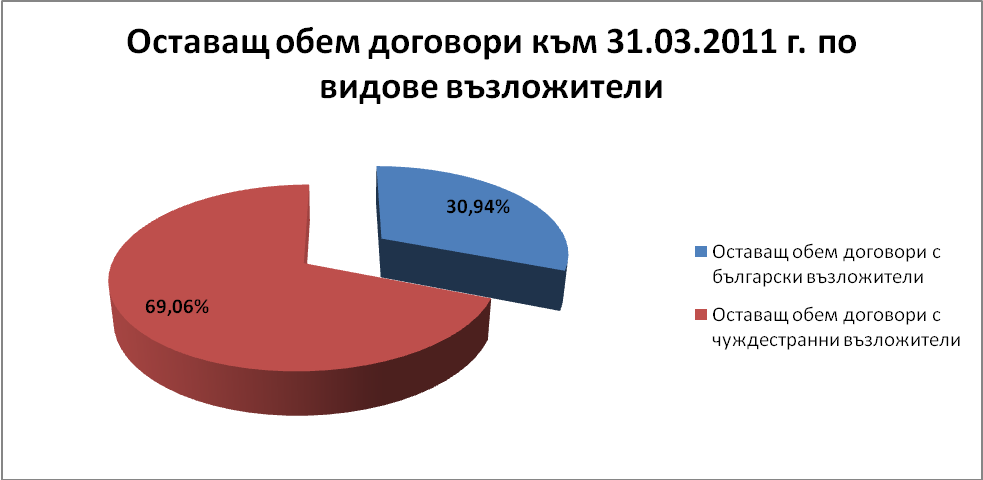 Оставащ обем договори към 31.03.2011 г. по
видове възложители
30,94%
69,06%
Оставащ обем договори с
български възложители
Оставащ обем договори с
чуждестранни възложители